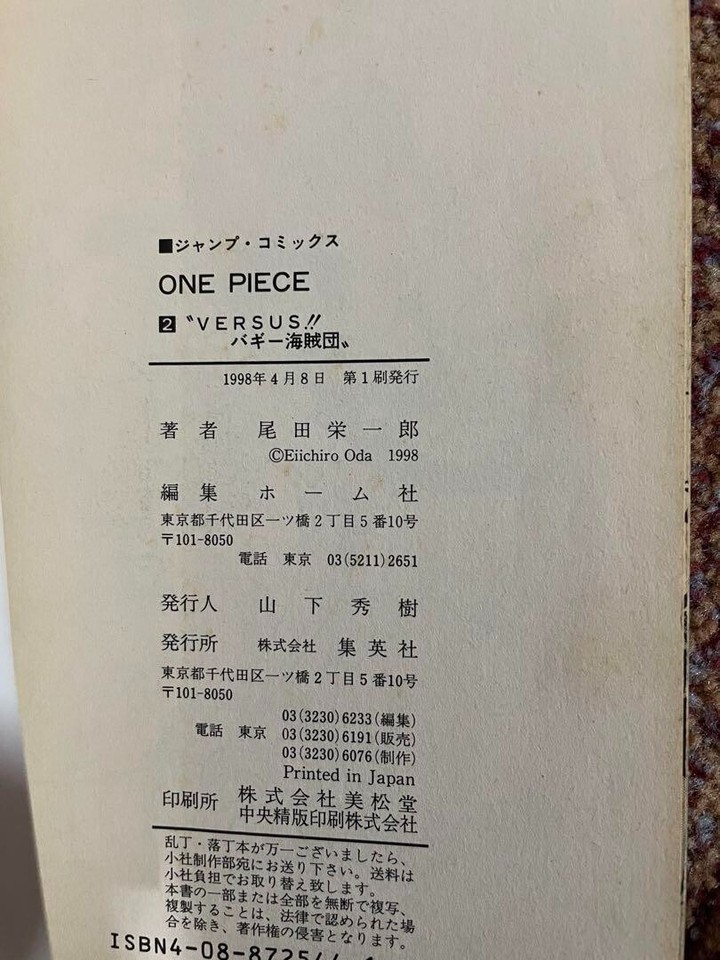 ■ジャンプ・コミックス
ONE PIECE
2 〝VERSUS!!
バギー海賊団〟
1998年4月8日 第1刷発行
著者 尾田栄一郎
©Eiichiro Oda 1998
編集 ホーム社
東京都千代田区一ツ橋2丁目5番10号
〒101-8050
電話 東京 03(5211)2651
発行人 山下秀樹
発行所 株式会社 集英社
東京都千代田区一ツ橋2丁目5番10号
〒101-8050
03(3230)6233(編集)
電話 東京 03(3230)6191(販売)
03(3230)6076(制作)
Printed in Japan
印刷所 株式会社美松堂
中央精版印刷株式会社
乱丁・落丁本が万一ございましたら、
小社制作部宛にお送り下さい。送料は
小社負担でお取り替え致します。
本書の一部または全部を無断で複写、
複製することは、法律で認められた場
合を除き、著作権の侵害となります。
ISBN4-08-872544